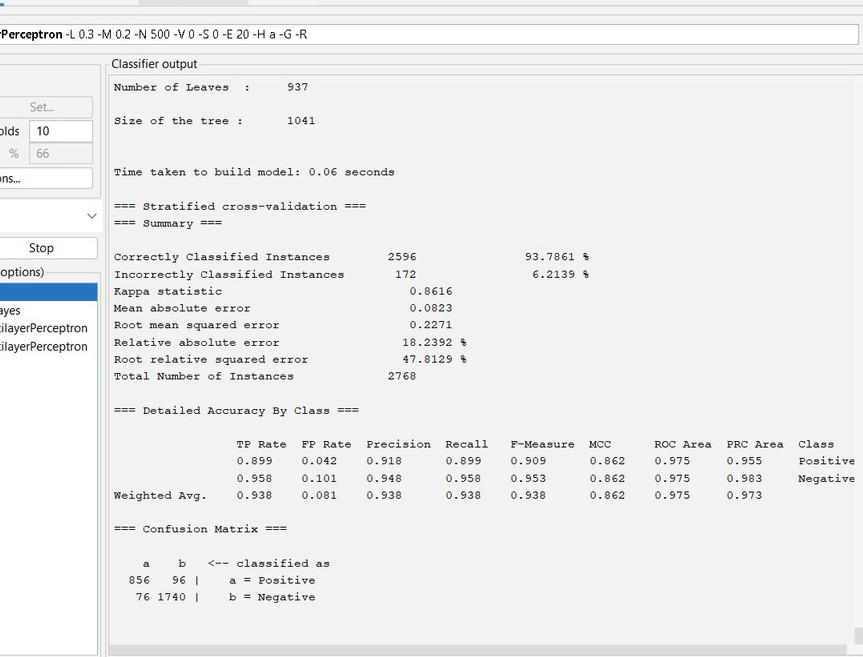 rPerceptron -L 0.3 -M 0.2 -N 500 -V 0 -S 0 -E 20 -H a -G -R
Classifier output
Set...
olds 10
% 66
ons...
Stop
options)
ayes
tilayerPerceptron
tilayerPerceptron
Number of Leaves : 937
Size of the tree : 1041
Time taken to build model: 0.06 seconds
=== Stratified cross-validation ===
=== Summary ===
Correctly Classified Instances 2596 93.7861 %
Incorrectly Classified Instances 172 6.2139 %
Kappa statistic 0.8616
Mean absolute error 0.0823
Root mean squared error 0.2271
Relative absolute error 18.2392 %
Root relative squared error 47.8129 %
Total Number of Instances 2768
=== Detailed Accuracy By Class ===
TP Rate FP Rate Precision Recall F-Measure MCC ROC Area PRC Area Class
0.899 0.042 0.918 0.899 0.909 0.862 0.975 0.955 Positive
0.958 0.101 0.948 0.958 0.953 0.862 0.975 0.983 Negative
Weighted Avg. 0.938 0.081 0.938 0.938 0.938 0.862 0.975 0.973
=== Confusion Matrix ===
a b <-- classified as
856 96 | a = Positive
76 1740 | b = Negative